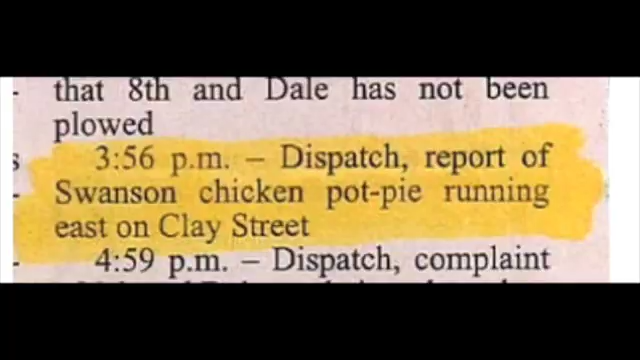 that 8th and Dale has not been
plowed
3:56 p.m. – Dispatch, report of
Swanson chicken pot-pie running
east on Clay Street
4:59 p.m. – Dispatch, complaint